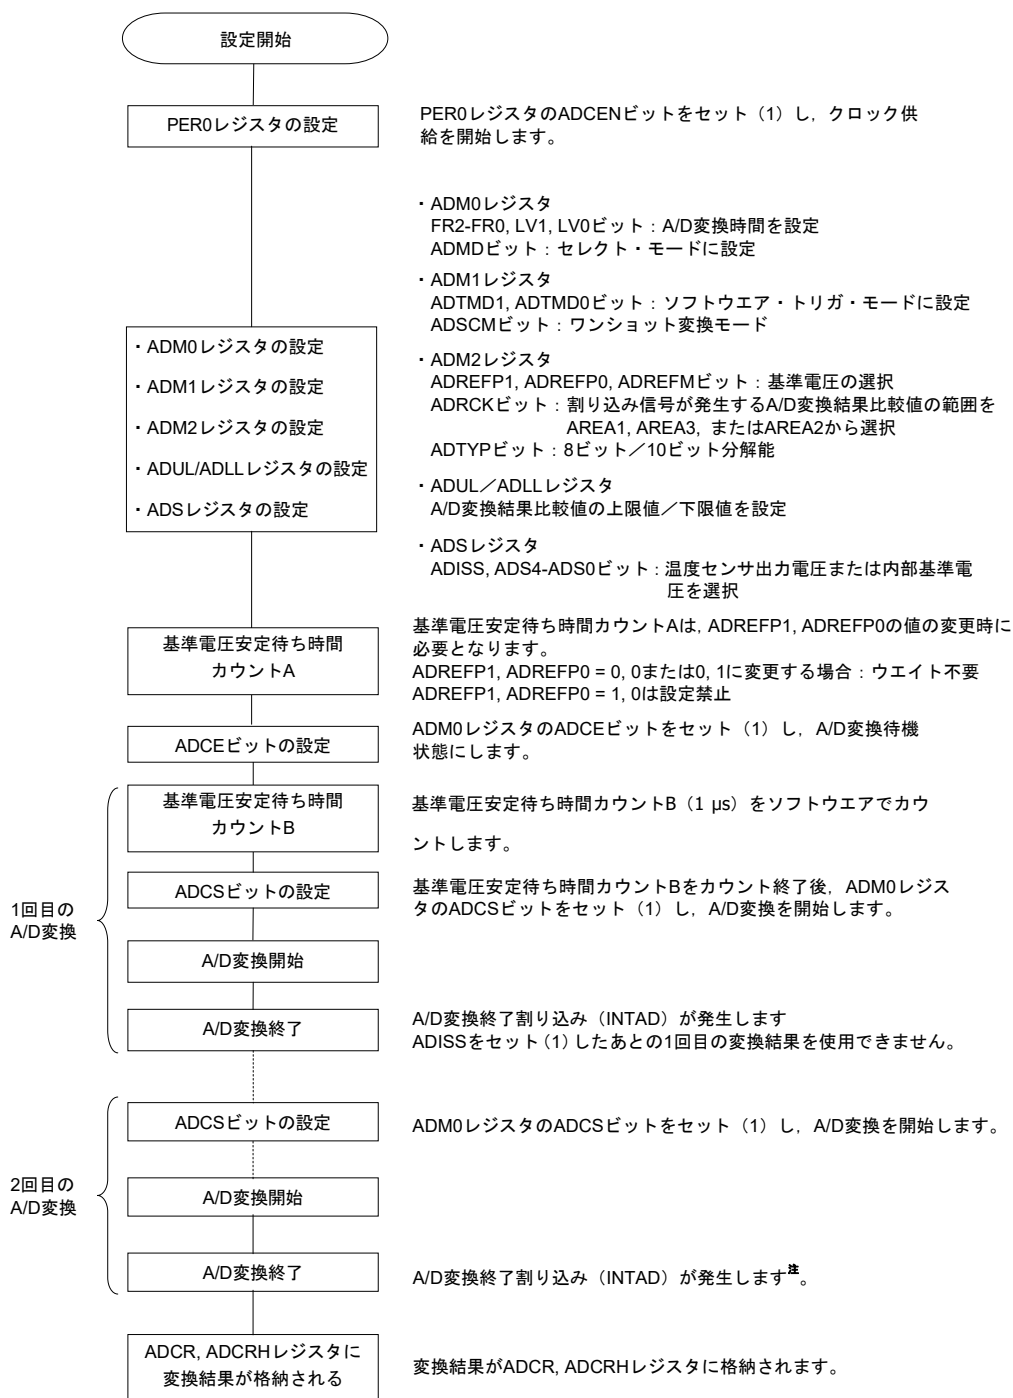 設定開始
PER0レジスタの設定
PER0レジスタのADCENビットをセット（1）し，クロック供
給を開始します。
・ADM0レジスタの設定
・ADM1レジスタの設定
・ADM2レジスタの設定
・ADUL/ADLLレジスタの設定
・ADSレジスタの設定
・ADM0レジスタ
FR2-FR0, LV1, LV0ビット：A/D変換時間を設定
ADMDビット：セレクト・モードに設定
・ADM1レジスタ
ADTMD1, ADTMD0ビット：ソフトウエア・トリガ・モードに設定
ADSCMビット：ワンショット変換モード
・ADM2レジスタ
ADREFP1, ADREFP0, ADREFMビット：基準電圧の選択
ADRCKビット：割り込み信号が発生するA/D変換結果比較値の範囲を
AREA1, AREA3, またはAREA2から選択
ADTYPビット：8ビット／10ビット分解能
・ADUL／ADLLレジスタ
A/D変換結果比較値の上限値／下限値を設定
・ADSレジスタ
ADISS, ADS4-ADS0ビット：温度センサ出力電圧または内部基準電
圧を選択
基準電圧安定待ち時間
カウントA
基準電圧安定待ち時間カウントAは, ADREFP1, ADREFP0の値の変更時に
必要となります。
ADREFP1, ADREFP0 = 0, 0または0, 1に変更する場合：ウエイト不要
ADREFP1, ADREFP0 = 1, 0は設定禁止
ADCEビットの設定
ADM0レジスタのADCEビットをセット（1）し，A/D変換待機
状態にします。
1回目の
A/D変換
基準電圧安定待ち時間
カウントB
基準電圧安定待ち時間カウントB（1 μs）をソフトウエアでカウ
ントします。
ADCSビットの設定
基準電圧安定待ち時間カウントBをカウント終了後，ADM0レジス
タのADCSビットをセット（1）し，A/D変換を開始します。
A/D変換開始
A/D変換終了
A/D変換終了割り込み（INTAD）が発生します
ADISSをセット（1）したあとの1回目の変換結果を使用できません。
2回目の
A/D変換
ADCSビットの設定
ADM0レジスタのADCSビットをセット（1）し，A/D変換を開始します。
A/D変換開始
A/D変換終了
A/D変換終了割り込み（INTAD）が発生します注。
ADCR, ADCRHレジスタに
変換結果が格納される
変換結果がADCR, ADCRHレジスタに格納されます。